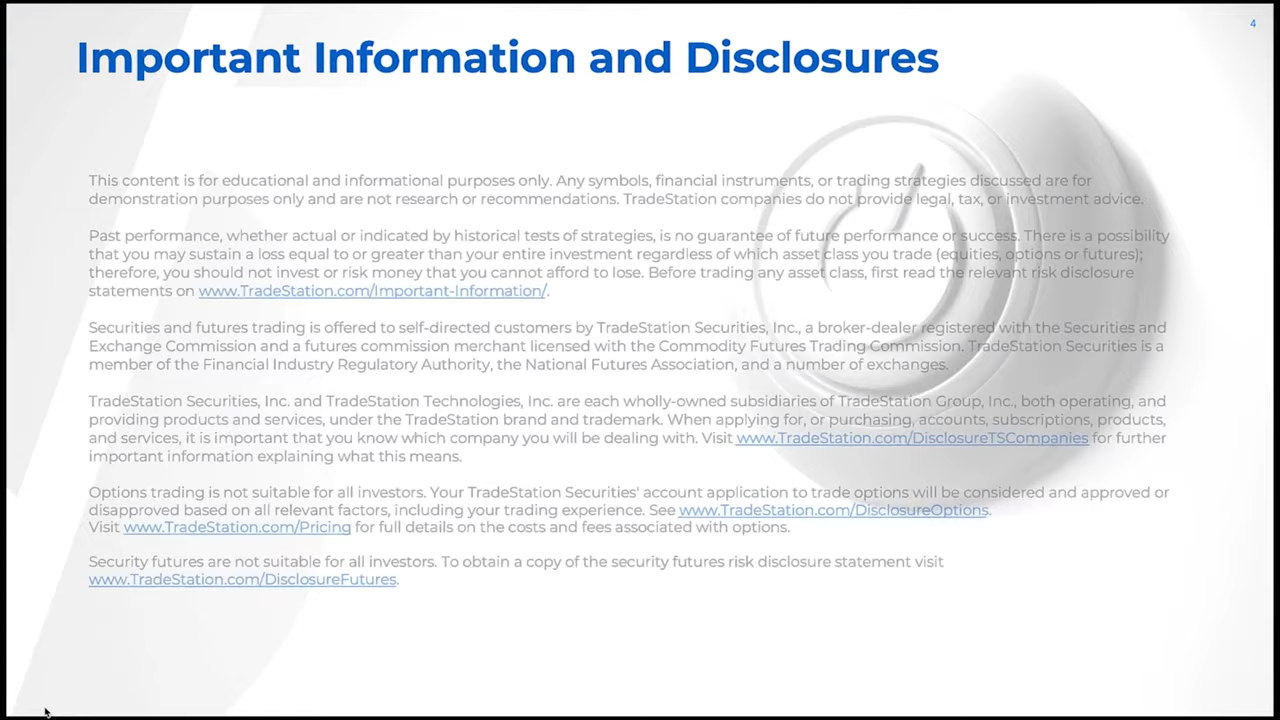 4
Important Information and Disclosures
This content is for educational and informational purposes only. Any symbols, financial instruments, or trading strategies discussed are for
demonstration purposes only and are not research or recommendations. TradeStation companies do not provide legal, tax, or investment advice.
Past performance, whether actual or indicated by historical tests of strategies, is no guarantee of future performance or success. There is a possibility
that you may sustain a loss equal to or greater than your entire investment regardless of which asset class you trade (equities, options or futures);
therefore, you should not invest or risk money that you cannot afford to lose. Before trading any asset class, first read the relevant risk disclosure
statements on www.TradeStation.com/Important-Information/.
Securities and futures trading is offered to self-directed customers by TradeStation Securities, Inc., a broker-dealer registered with the Securities and
Exchange Commission and a futures commission merchant licensed with the Commodity Futures Trading Commission. TradeStation Securities is a
member of the Financial Industry Regulatory Authority, the National Futures Association, and a number of exchanges.
TradeStation Securities, Inc. and TradeStation Technologies, Inc. are each wholly-owned subsidiaries of TradeStation Group, Inc., both operating, and
providing products and services, under the TradeStation brand and trademark. When applying for, or purchasing, accounts, subscriptions, products,
and services, it is important that you know which company you will be dealing with. Visit www.TradeStation.com/DisclosureTSCompanies for further
important information explaining what this means.
Options trading is not suitable for all investors. Your TradeStation Securities' account application to trade options will be considered and approved or
disapproved based on all relevant factors, including your trading experience. See www.TradeStation.com/DisclosureOptions.
Visit www.TradeStation.com/Pricing for full details on the costs and fees associated with options.
Security futures are not suitable for all investors. To obtain a copy of the security futures risk disclosure statement visit
www.TradeStation.com/DisclosureFutures.